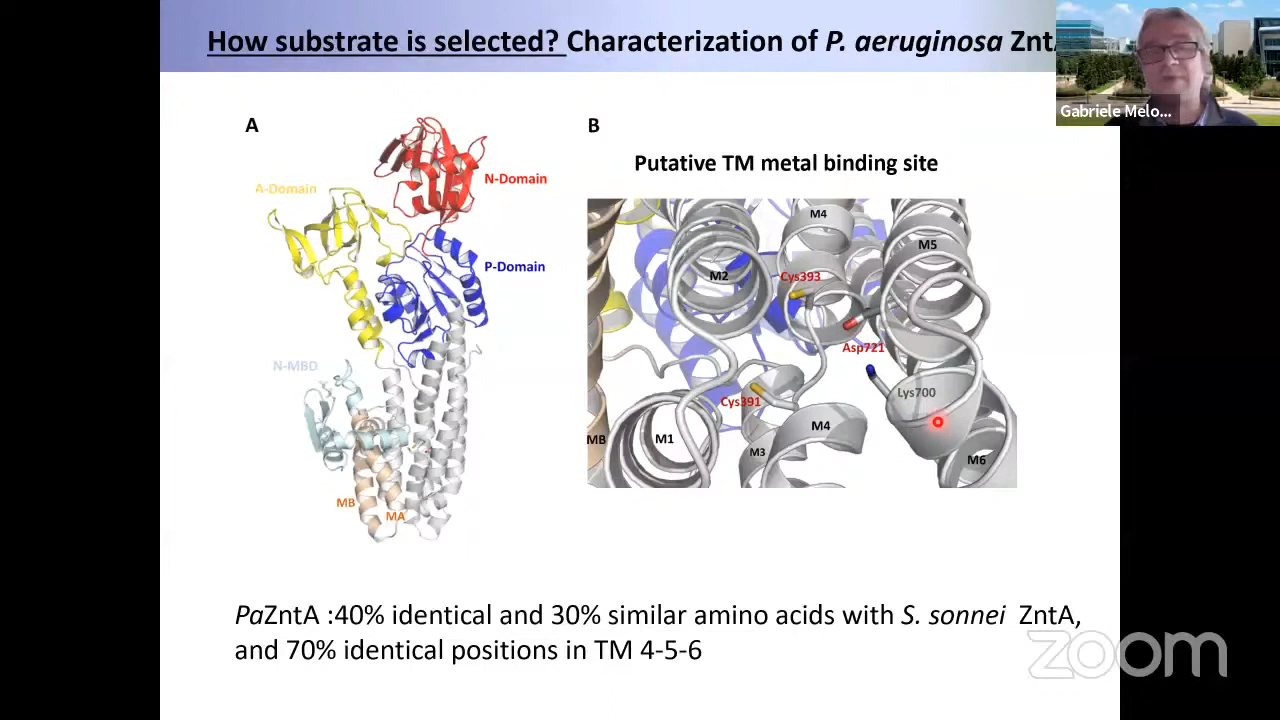 How substrate is selected? Characterization of P. aeruginosa ZntA
Gabriele Melo...
A
B
Putative TM metal binding site
N-Domain
A-Domain
P-Domain
N-MBD
MB
MA
M4
M5
M2
Cys393
Asp721
Lys700
Cys391
MB
M1
M3
M4
M6
PaZntA :40% identical and 30% similar amino acids with S. sonnei ZntA,
and 70% identical positions in TM 4-5-6
zoom